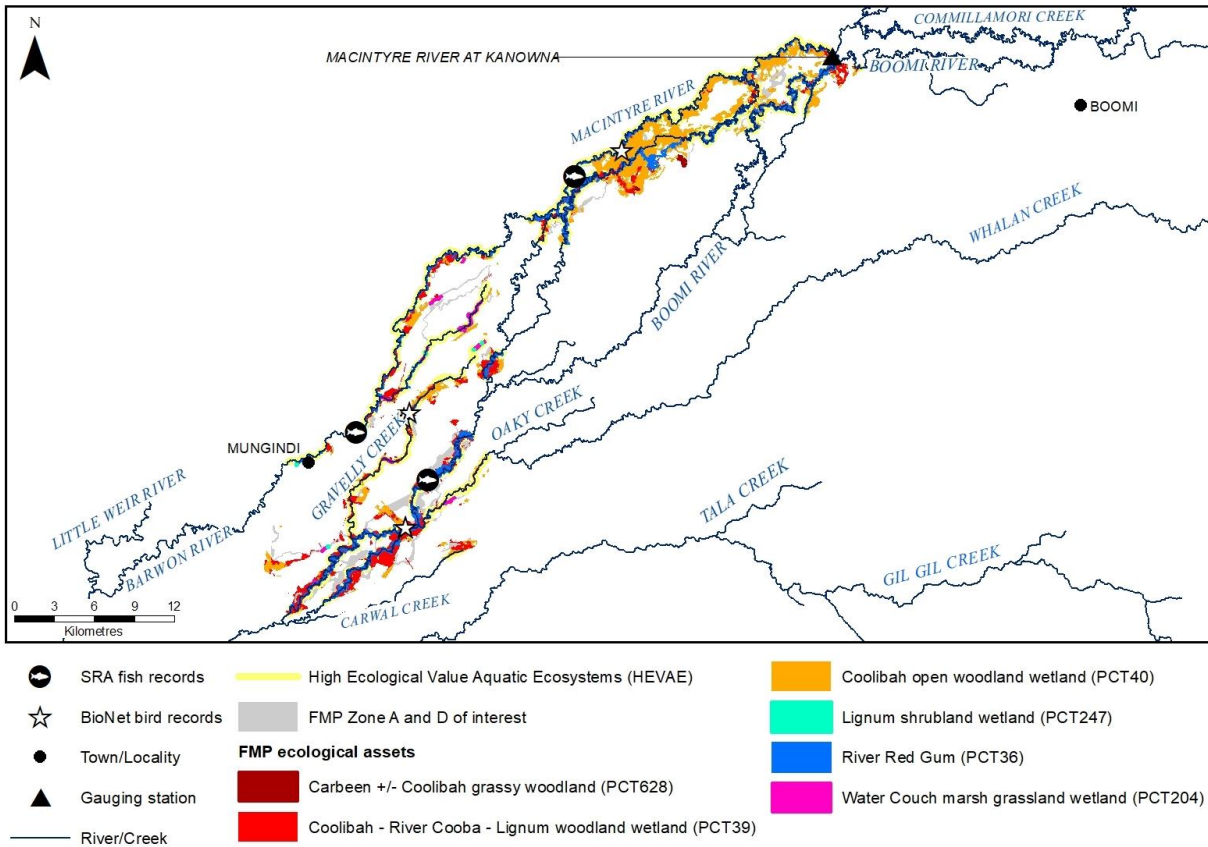 N
COMMILLAMORI CREEK
MACINTYRE RIVER AT KANOWNA
BOOMI RIVER
BOOMI
MACINTYRE RIVER
WHALAN CREEK
BOOMI RIVER
OAKY CREEK
MUNGINDI
GRAVELLY CREEK
TALA CREEK
LITTLE WEIR RIVER
BARWON RIVER
GIL GIL CREEK
CARWAL CREEK
0 3 6 9 12
Kilometres
SRA fish records
BioNet bird records
Town/Locality
Gauging station
River/Creek
High Ecological Value Aquatic Ecosystems (HEVAE)
FMP Zone A and D of interest
FMP ecological assets
Carbeen +/- Coolibah grassy woodland (PCT628)
Coolibah - River Cooba - Lignum woodland wetland (PCT39)
Coolibah open woodland wetland (PCT40)
Lignum shrubland wetland (PCT247)
River Red Gum (PCT36)
Water Couch marsh grassland wetland (PCT204)